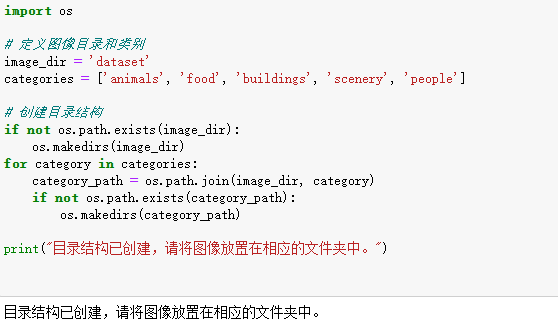 import os
# 定义图像目录和类别
image_dir = 'dataset'
categories = ['animals', 'food', 'buildings', 'scenery', 'people']
# 创建目录结构
if not os.path.exists(image_dir):
    os.makedirs(image_dir)
for category in categories:
    category_path = os.path.join(image_dir, category)
    if not os.path.exists(category_path):
        os.makedirs(category_path)
print("目录结构已创建，请将图像放置在相应的文件夹中。")
目录结构已创建，请将图像放置在相应的文件夹中。